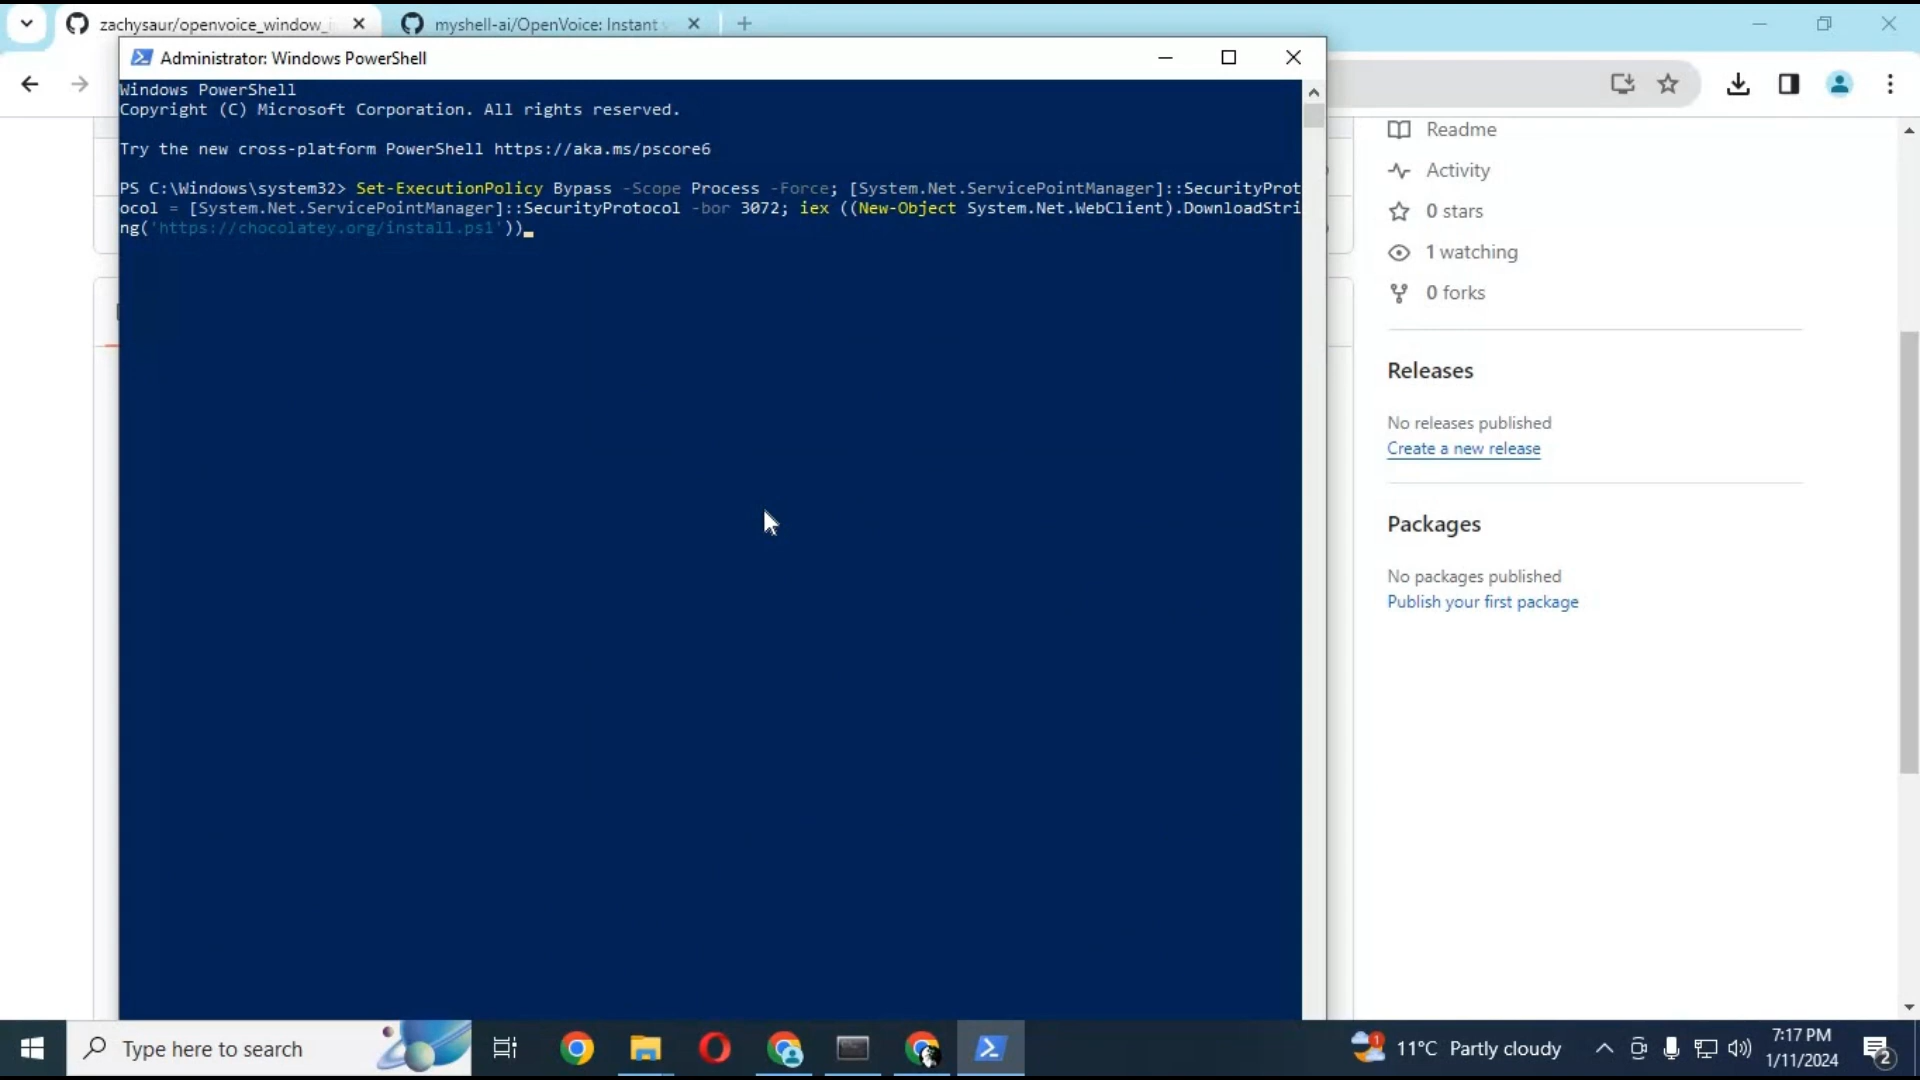 zachysaur/openvoice_window_i
myshell-ai/OpenVoice: Instant
Administrator: Windows PowerShell
Windows PowerShell
Copyright (C) Microsoft Corporation. All rights reserved.
Try the new cross-platform PowerShell https://aka.ms/pscore6
PS C:\Windows\system32> Set-ExecutionPolicy Bypass -Scope Process -Force; [System.Net.ServicePointManager]::SecurityProt
ocol = [System.Net.ServicePointManager]::SecurityProtocol -bor 3072; iex ((New-Object System.Net.WebClient).DownloadStri
ng('https://chocolatey.org/install.ps1'))
Readme
Activity
0 stars
1 watching
0 forks
Releases
No releases published
Create a new release
Packages
No packages published
Publish your first package
Type here to search
1
11°C Partly cloudy
7:17 PM
1/11/2024
2